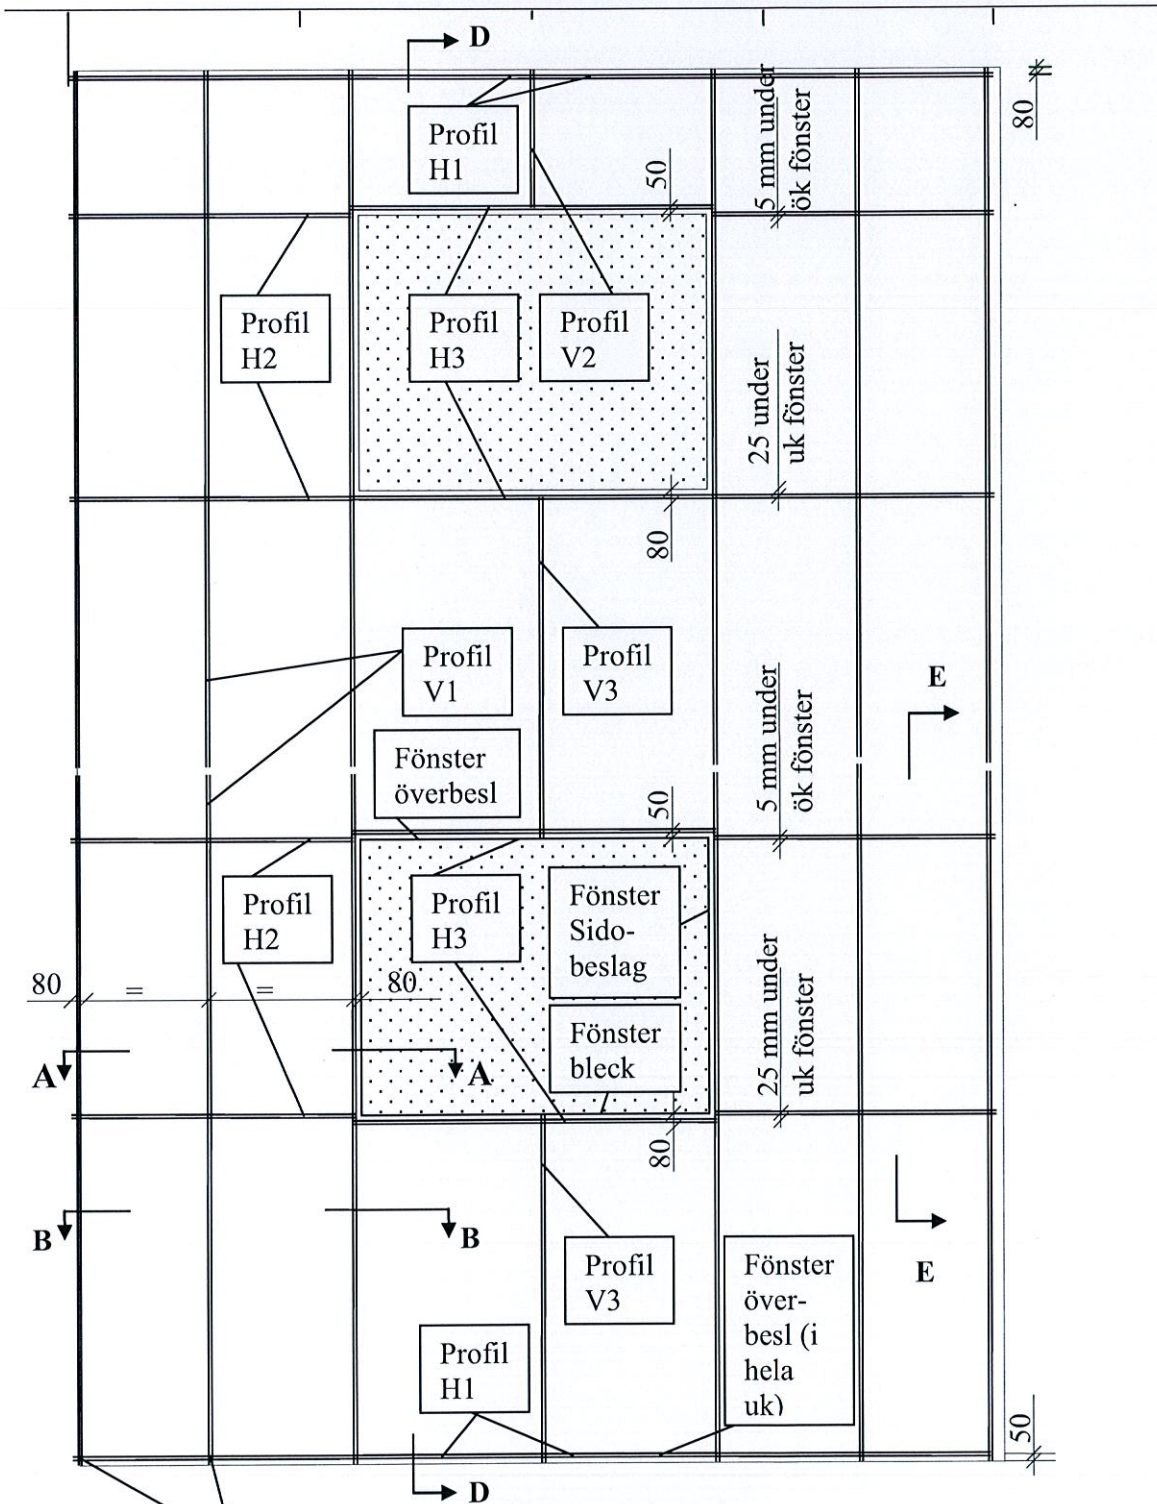 D
80
5 mm under
ök fönster
Profil
H1
50
Profil
H2
Profil
H3
Profil
V2
25 under
uk fönster
80
Profil
V1
Profil
V3
E
5 mm under
ök fönster
Fönster
överbesl
50
Profil
H2
Profil
H3
Fönster
Sido-
beslag
25 mm under
uk fönster
80
=
=
80
Fönster
bleck
A
A
80
B
B
Profil
V3
Fönster
över-
besl (i
hela
uk)
E
Profil
H1
50
D